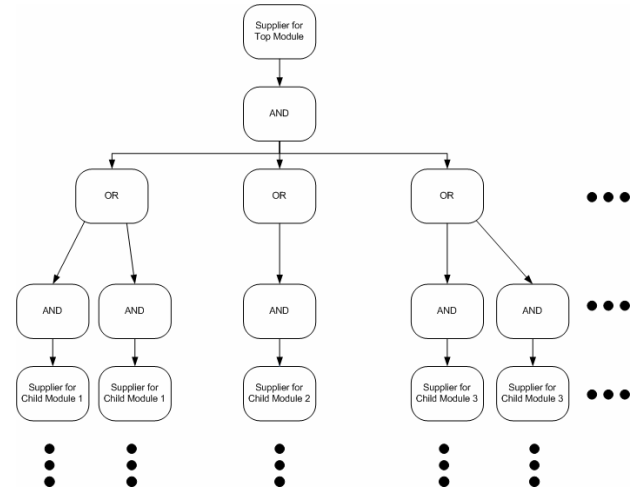 Supplier for
Top Module
AND
OR
OR
OR
AND
AND
AND
AND
AND
Supplier for
Child Module 1
Supplier for
Child Module 1
Supplier for
Child Module 2
Supplier for
Child Module 3
Supplier for
Child Module 3